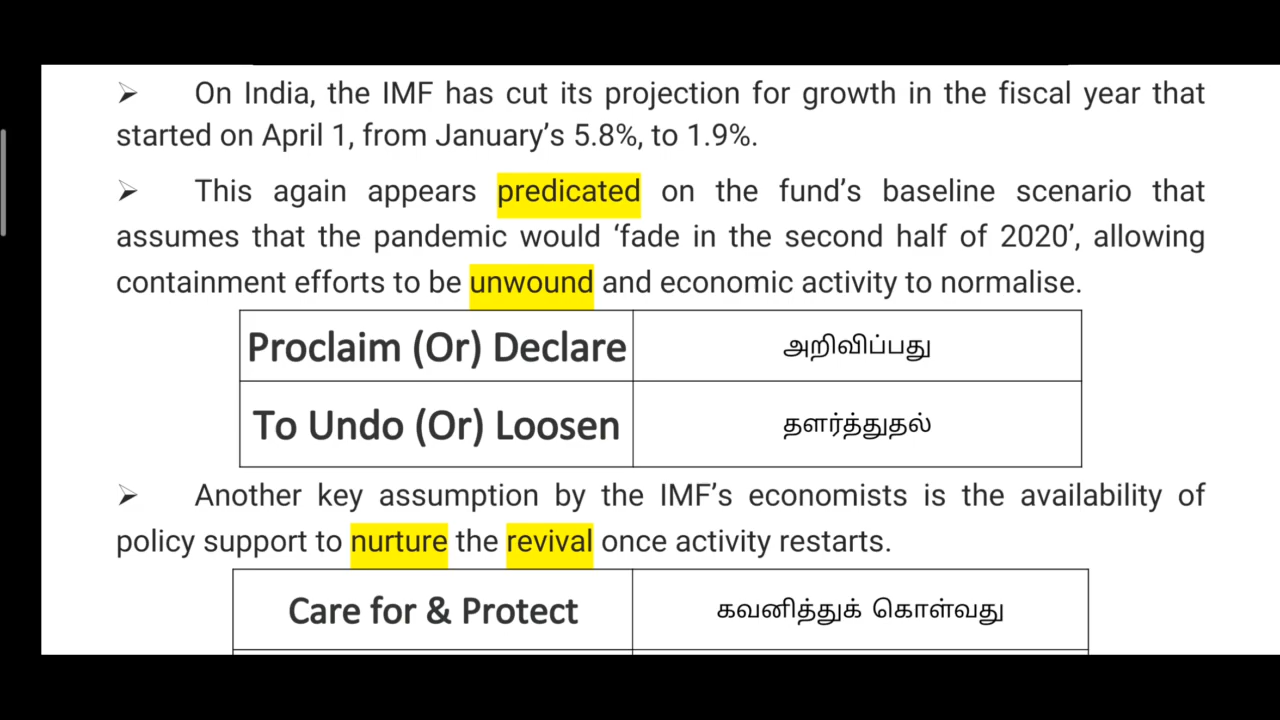 ➢ On India, the IMF has cut its projection for growth in the fiscal year that
started on April 1, from January’s 5.8%, to 1.9%.
➢ This again appears predicated on the fund’s baseline scenario that
assumes that the pandemic would ‘fade in the second half of 2020’, allowing
containment efforts to be unwound and economic activity to normalise.
Proclaim (Or) Declare அறிவிப்பது
To Undo (Or) Loosen தளர்த்துதல்
➢ Another key assumption by the IMF’s economists is the availability of
policy support to nurture the revival once activity restarts.
Care for & Protect கவனித்துக் கொள்வது